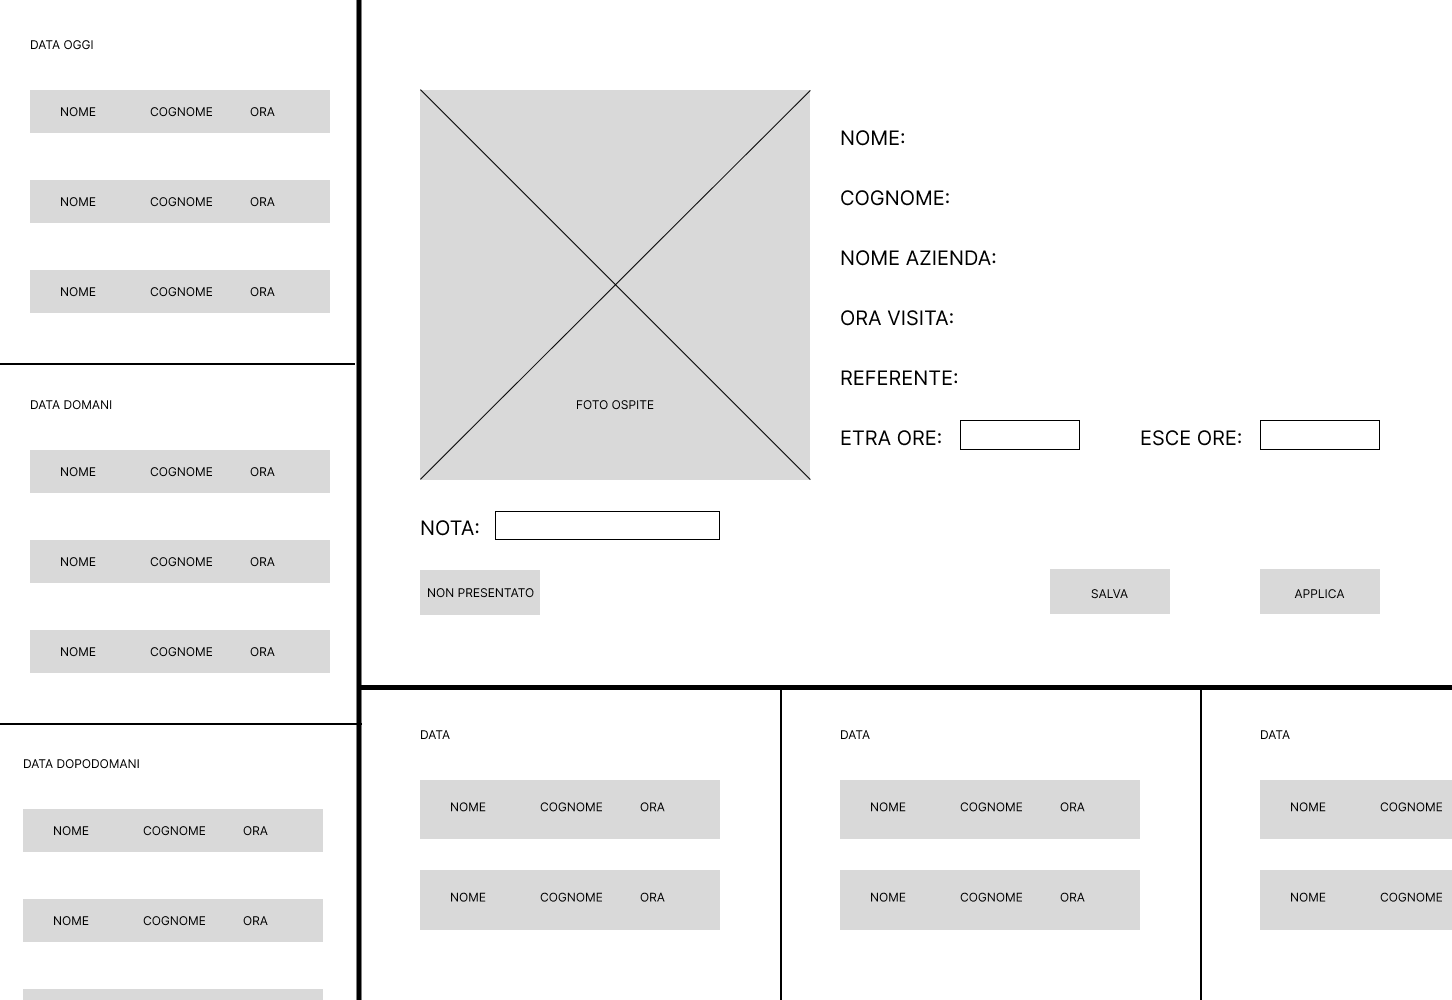 DATA OGGI
NOME COGNOME ORA
NOME COGNOME ORA
NOME COGNOME ORA
DATA DOMANI
NOME COGNOME ORA
NOME COGNOME ORA
NOME COGNOME ORA
DATA DOPODOMANI
NOME COGNOME ORA
NOME COGNOME ORA
FOTO OSPITE
NOME:
COGNOME:
NOME AZIENDA:
ORA VISITA:
REFERENTE:
ETRA ORE: ESCE ORE:
NOTA:
NON PRESENTATO SALVA APPLICA
DATA
NOME COGNOME ORA
NOME COGNOME ORA
DATA
NOME COGNOME ORA
NOME COGNOME ORA
DATA
NOME COGNOME
NOME COGNOME